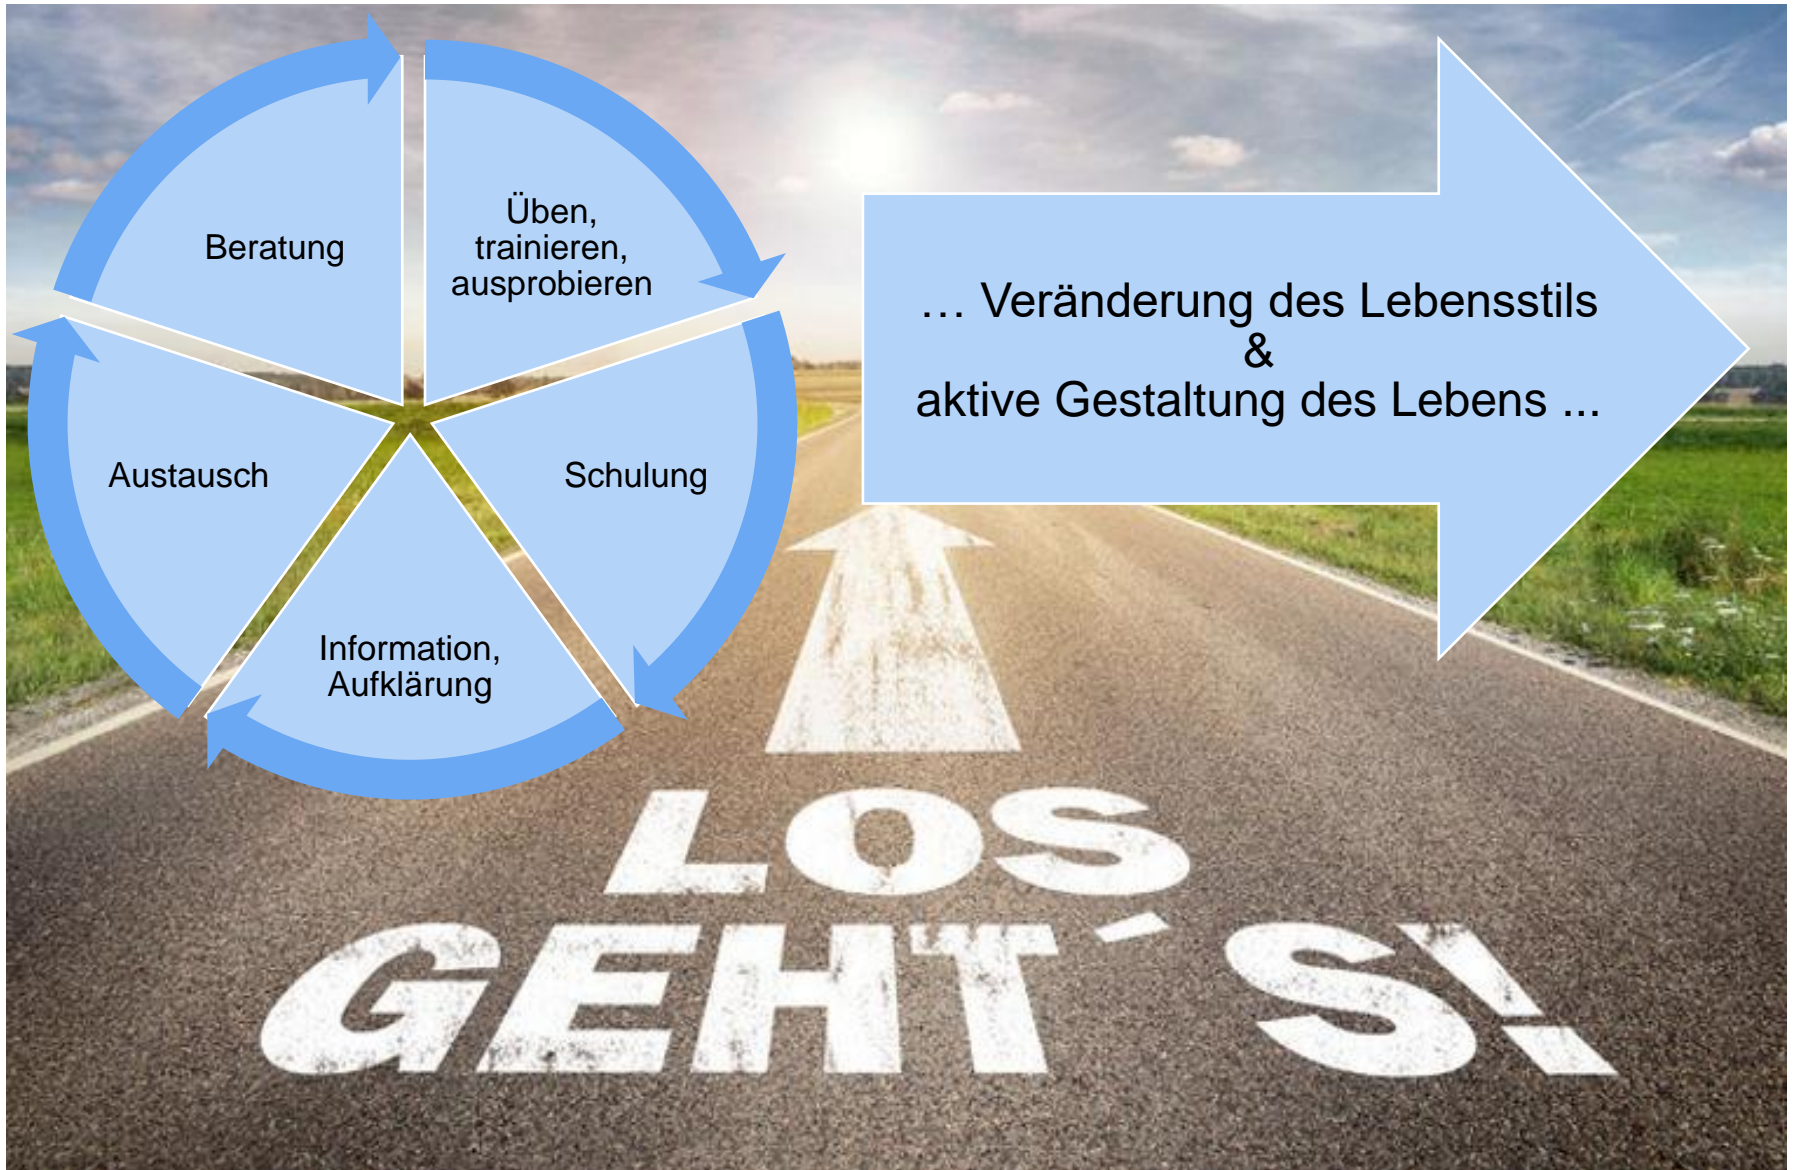 Beratung
Üben,
trainieren,
ausprobieren
Schulung
Information,
Aufklärung
Austausch
… Veränderung des Lebensstils
&
aktive Gestaltung des Lebens ...
LOS
GEHT´S!